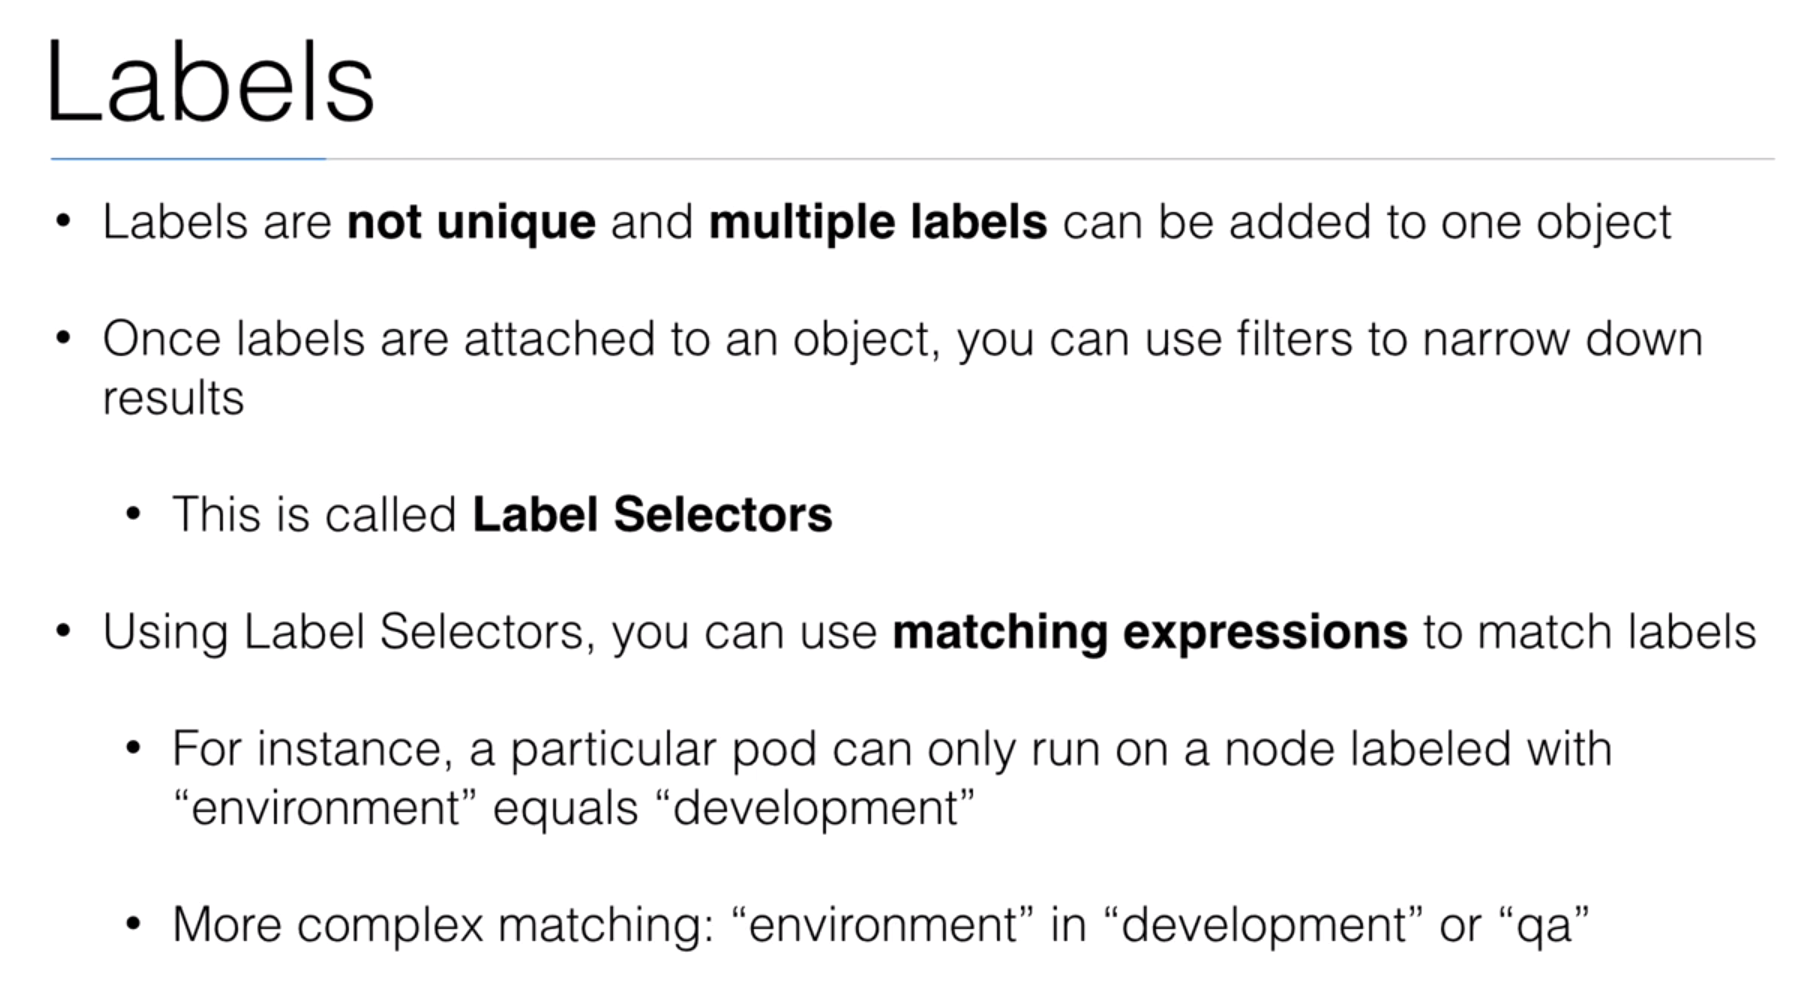 Labels
• Labels are not unique and multiple labels can be added to one object
• Once labels are attached to an object, you can use filters to narrow down
results
• This is called Label Selectors
• Using Label Selectors, you can use matching expressions to match labels
• For instance, a particular pod can only run on a node labeled with
“environment” equals “development”
• More complex matching: “environment” in “development” or “qa”